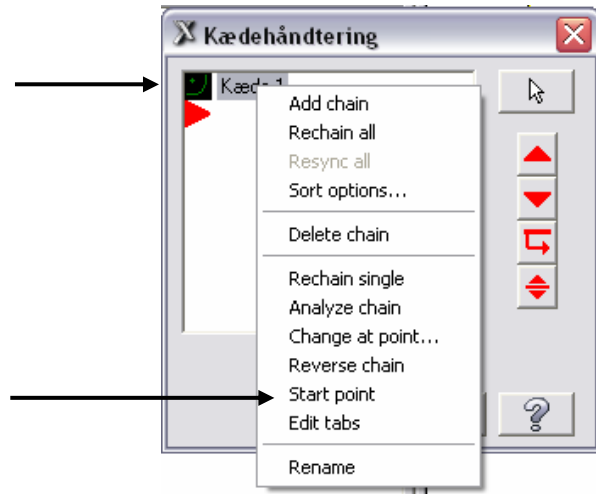 Kædehåndtering
Kæde 1
Add chain
Rechain all
Resync all
Sort options...
Delete chain
Rechain single
Analyze chain
Change at point...
Reverse chain
Start point
Edit tabs
Rename